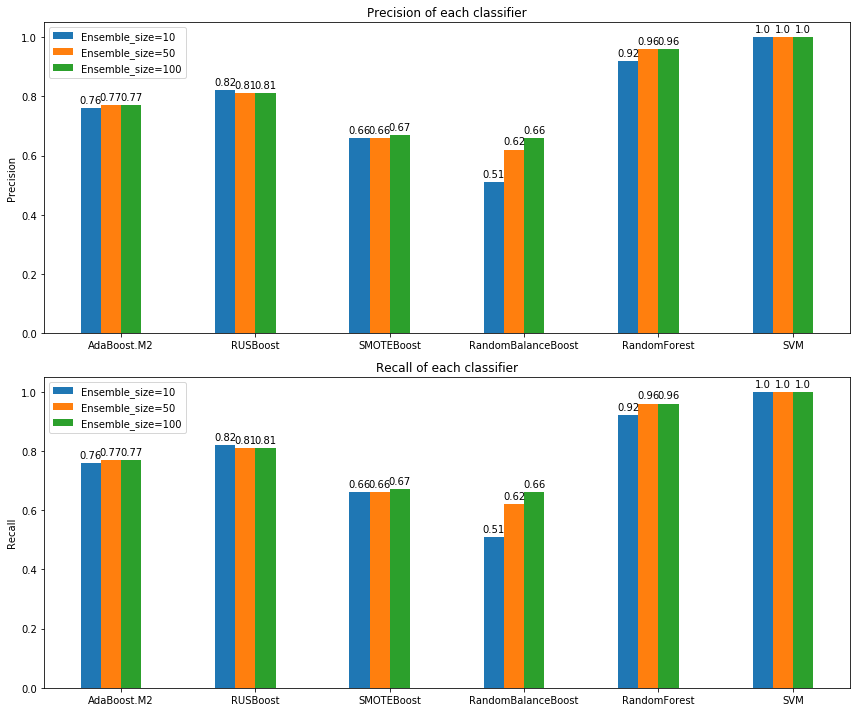 Precision of each classifier
Ensemble_size=10
Ensemble_size=50
Ensemble_size=100
Precision
1.0
0.8
0.6
0.4
0.2
0.0
0.76 0.77 0.77
0.82 0.81 0.81
0.66 0.66 0.67
0.51 0.62 0.66
0.92 0.96 0.96
1.0 1.0 1.0
AdaBoost.M2 RUSBoost SMOTEBoost RandomBalanceBoost RandomForest SVM
Recall of each classifier
Ensemble_size=10
Ensemble_size=50
Ensemble_size=100
Recall
1.0
0.8
0.6
0.4
0.2
0.0
0.76 0.77 0.77
0.82 0.81 0.81
0.66 0.66 0.67
0.51 0.62 0.66
0.92 0.96 0.96
1.0 1.0 1.0
AdaBoost.M2 RUSBoost SMOTEBoost RandomBalanceBoost RandomForest SVM